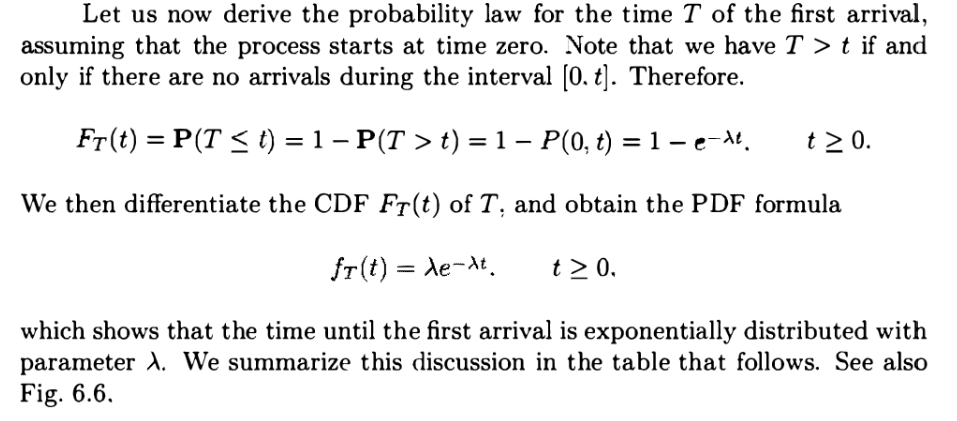 Let us now derive the probability law for the time T of the first arrival,
assuming that the process starts at time zero. Note that we have T > t if and
only if there are no arrivals during the interval [0. t]. Therefore.
F_T(t) = P(T ≤ t) = 1 − P(T > t) = 1 − P(0, t) = 1 − e^{−λt}.    t ≥ 0.
We then differentiate the CDF F_T(t) of T, and obtain the PDF formula
f_T(t) = λe^{−λt}.    t ≥ 0.
which shows that the time until the first arrival is exponentially distributed with
parameter λ. We summarize this discussion in the table that follows. See also
Fig. 6.6.